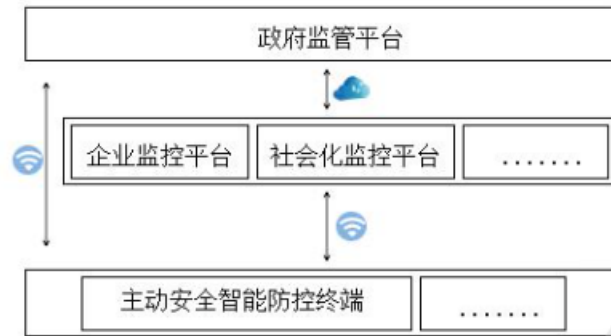 政府监管平台
企业监控平台 社会化监控平台 .......
主动安全智能防控终端 .......